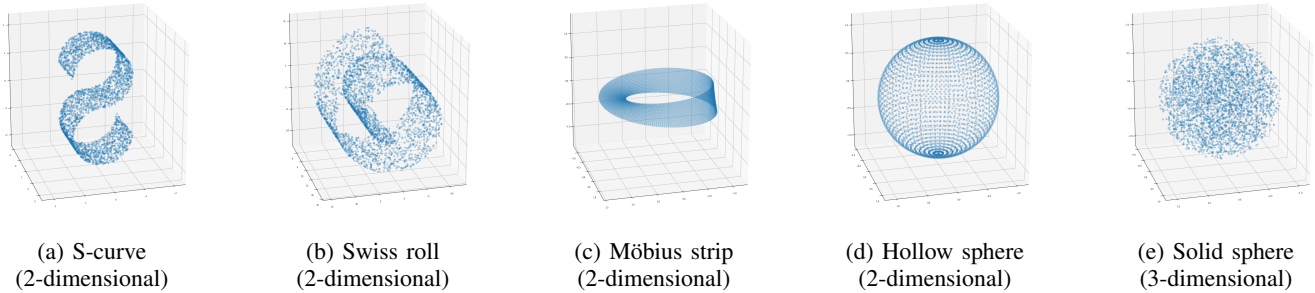 (a) S-curve
(2-dimensional)
(b) Swiss roll
(2-dimensional)
(c) Möbius strip
(2-dimensional)
(d) Hollow sphere
(2-dimensional)
(e) Solid sphere
(3-dimensional)